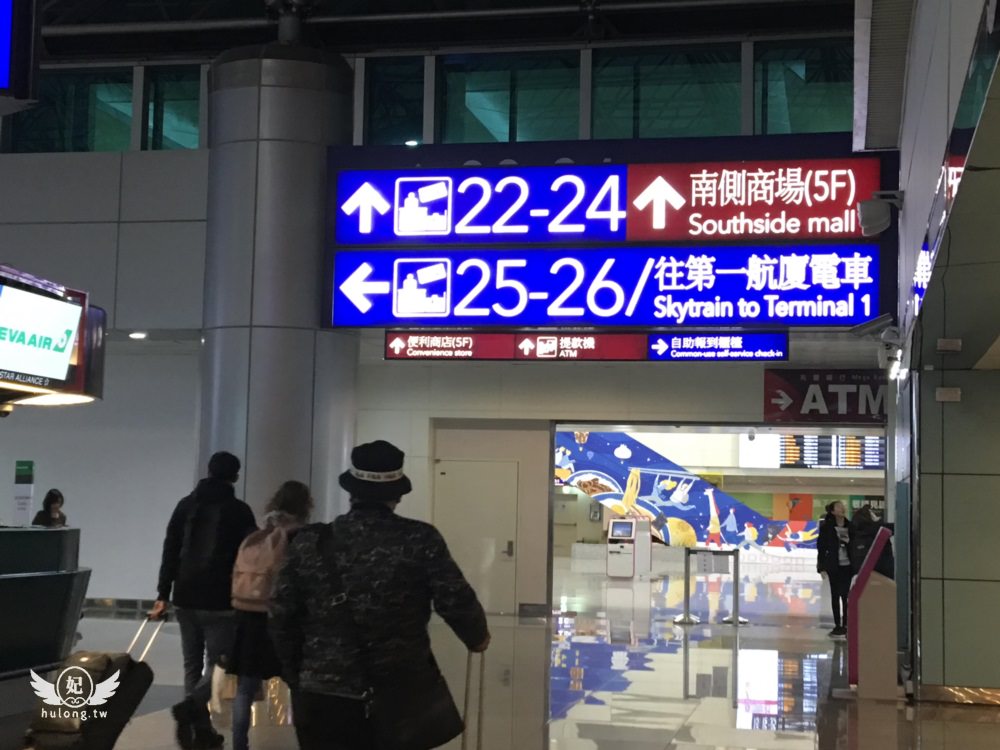 22-24
南側商場(5F)
Southside mall
25-26/
往第一航廈電車
Skytrain to Terminal 1
便利商店(5F)
Convenience store
提款機
ATM
自助報到櫃檯
Common-use self-service check-in
ATM
EVA AIR
STAR ALLIANCE
妃
hulong.tw